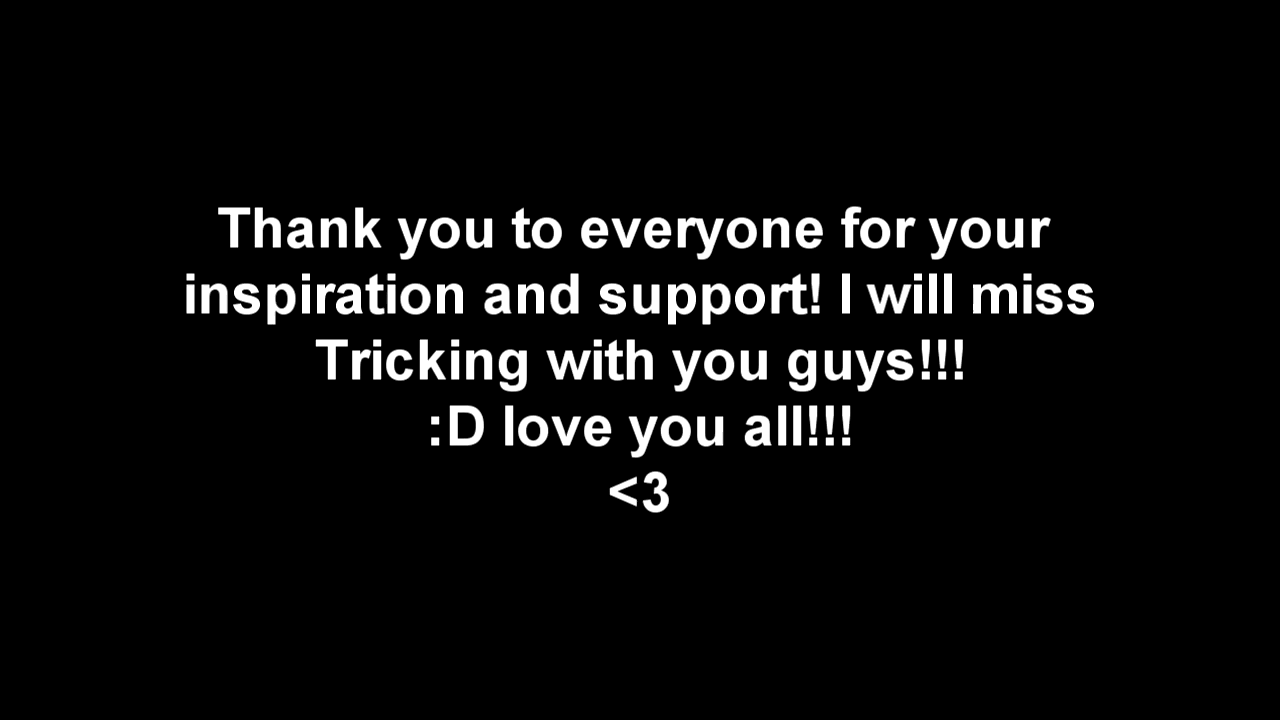 Thank you to everyone for your
inspiration and support! I will miss
Tricking with you guys!!!
:D love you all!!!
<3